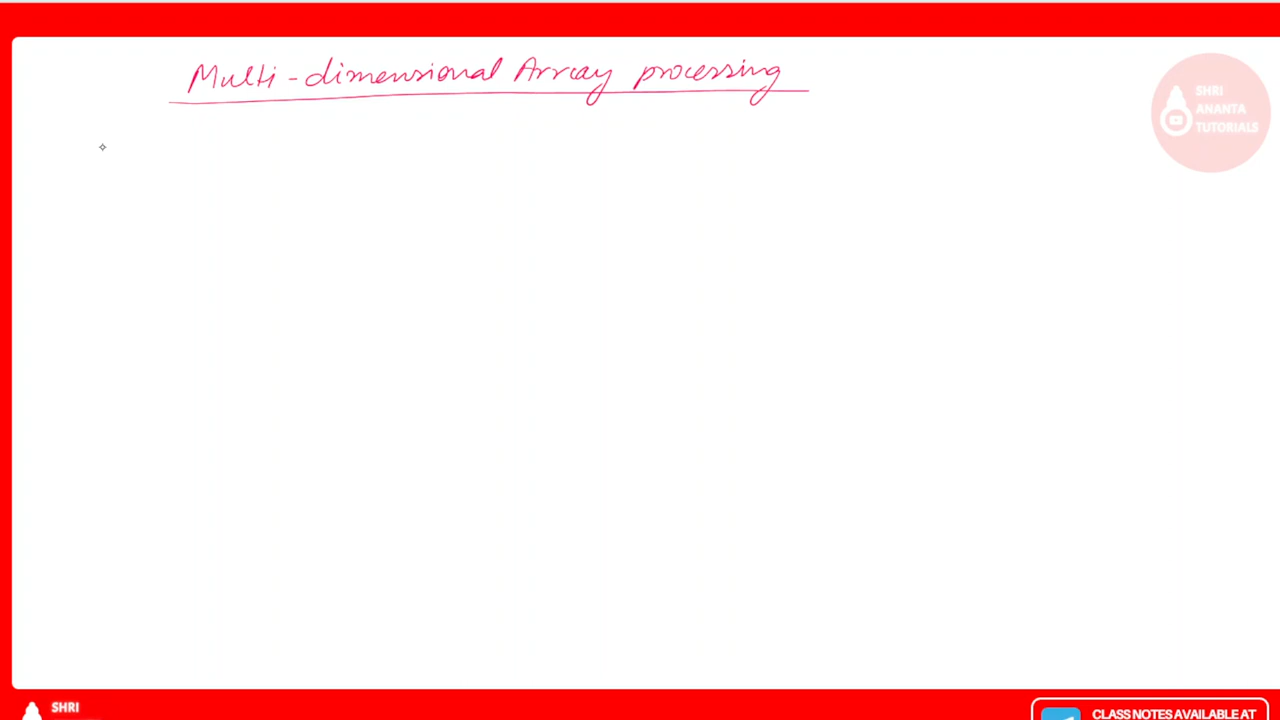 Multi-dimensional Array processing
SHRI
ANANTA
TUTORIALS
SHRI
CLASS NOTES AVAILABLE AT